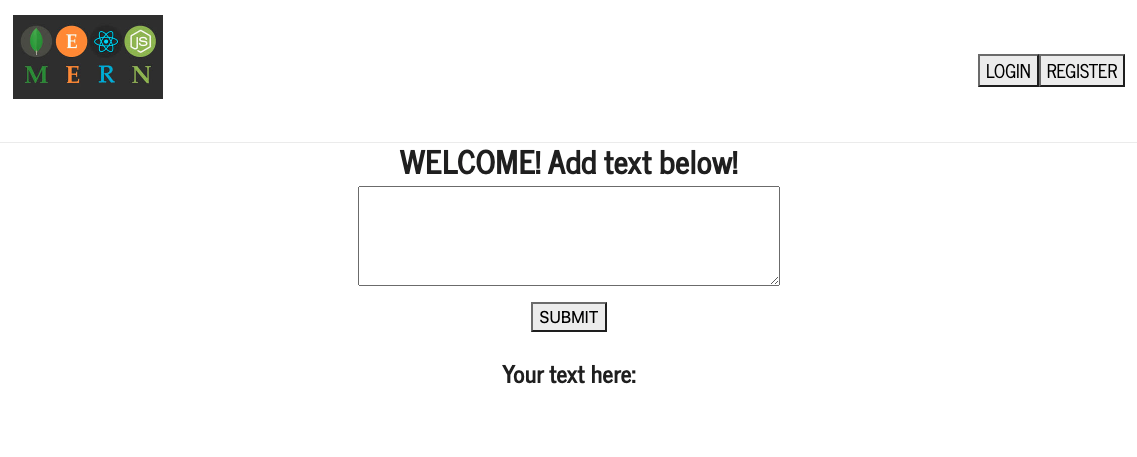 E JS
M E R N
LOGIN REGISTER
WELCOME! Add text below!
SUBMIT
Your text here: